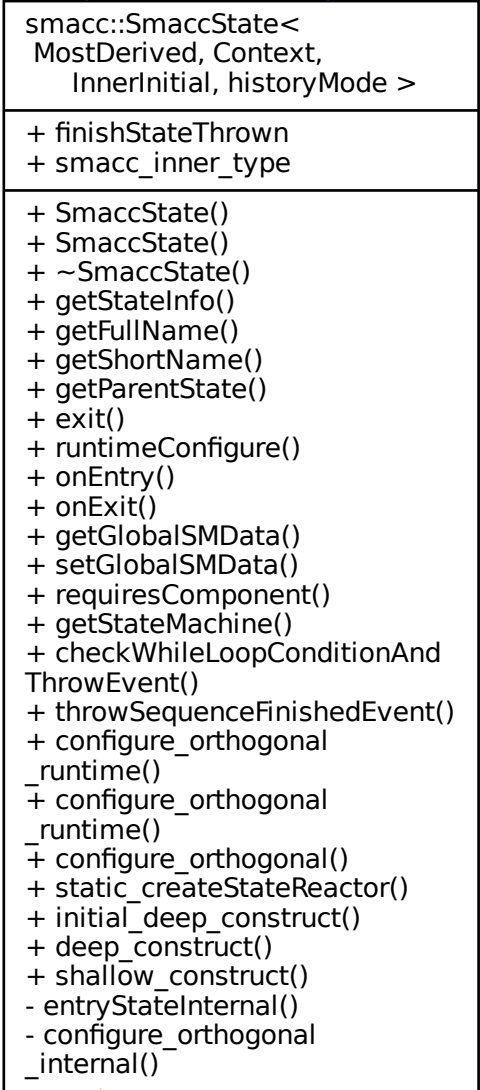 smacc::SmaccState<
MostDerived, Context,
InnerInitial, historyMode >
+ finishStateThrown
+ smacc_inner_type
+ SmaccState()
+ SmaccState()
+ ~SmaccState()
+ getStateInfo()
+ getFullName()
+ getShortName()
+ getParentState()
+ exit()
+ runtimeConfigure()
+ onEntry()
+ onExit()
+ getGlobalSMData()
+ setGlobalSMData()
+ requiresComponent()
+ getStateMachine()
+ checkWhileLoopConditionAnd
ThrowEvent()
+ throwSequenceFinishedEvent()
+ configure_orthogonal
_runtime()
+ configure_orthogonal
_runtime()
+ configure_orthogonal()
+ static_createStateReactor()
+ initial_deep_construct()
+ deep_construct()
+ shallow_construct()
- entryStateInternal()
- configure_orthogonal
_internal()